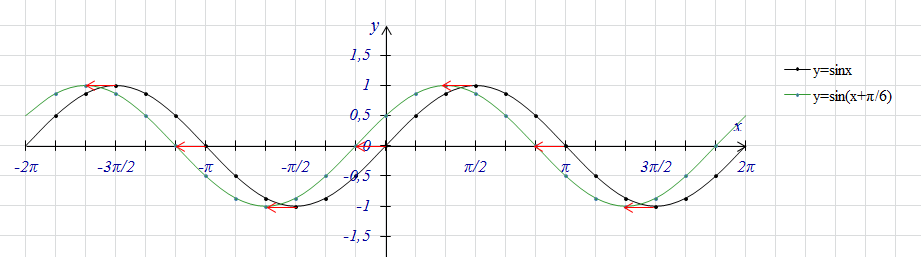 y
1,5
1
0,5
0
-0,5
-1
-1,5
x
-2π
-3π/2
-π
-π/2
π/2
π
3π/2
2π
y=sinx
y=sin(x+π/6)